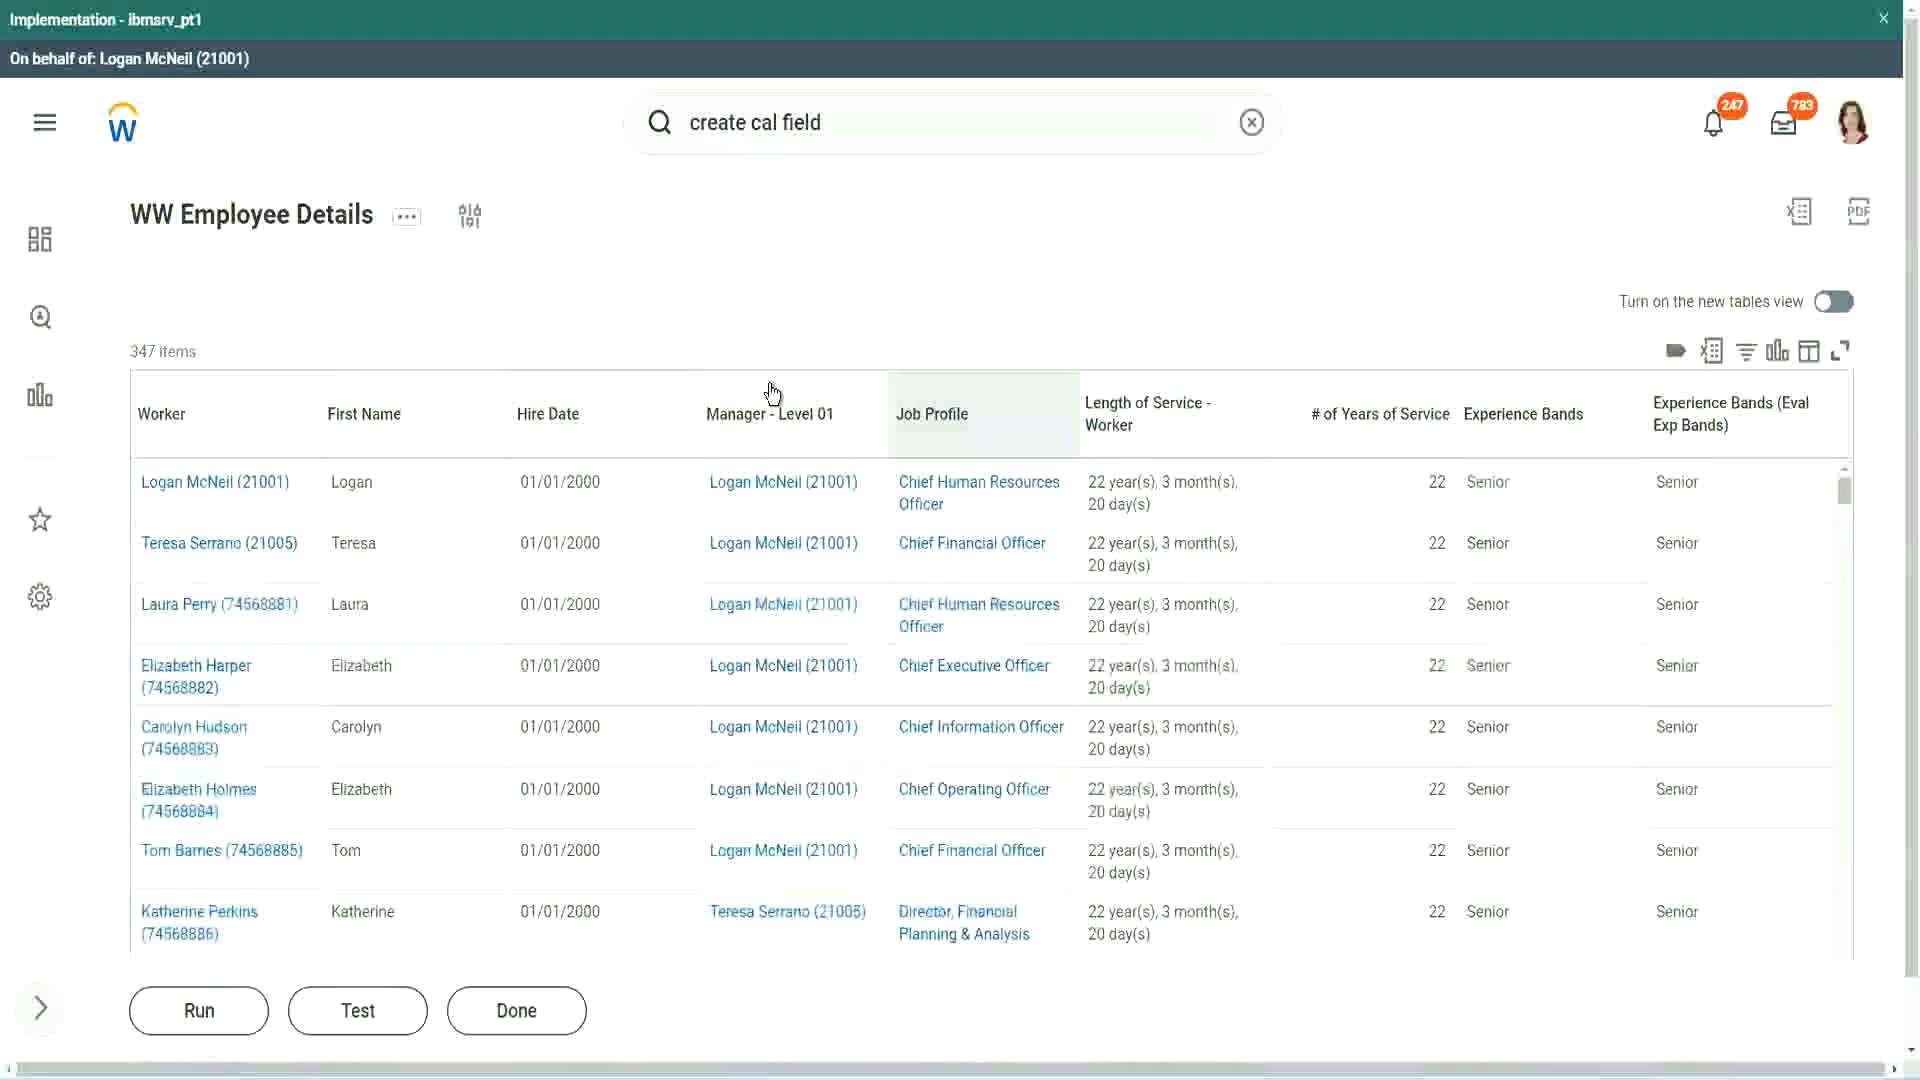 Implementation - ibmsrv_pt1
On behalf of: Logan McNeil (21001)
W
create cal field
247
783
WW Employee Details
PDF
Turn on the new tables view
347 items
Worker
First Name
Hire Date
Manager - Level 01
Job Profile
Length of Service -
Worker
# of Years of Service
Experience Bands
Experience Bands (Eval
Exp Bands)
Logan McNeil (21001)
Logan
01/01/2000
Logan McNeil (21001)
Chief Human Resources
Officer
22 year(s), 3 month(s),
20 day(s)
22
Senior
Senior
Teresa Serrano (21005)
Teresa
01/01/2000
Logan McNeil (21001)
Chief Financial Officer
22 year(s), 3 month(s),
20 day(s)
22
Senior
Senior
Laura Perry (74568881)
Laura
01/01/2000
Logan McNeil (21001)
Chief Human Resources
Officer
22 year(s), 3 month(s),
20 day(s)
22
Senior
Senior
Elizabeth Harper
(74568882)
Elizabeth
01/01/2000
Logan McNeil (21001)
Chief Executive Officer
22 year(s), 3 month(s),
20 day(s)
22
Senior
Senior
Carolyn Hudson
(74568883)
Carolyn
01/01/2000
Logan McNeil (21001)
Chief Information Officer
22 year(s), 3 month(s),
20 day(s)
22
Senior
Senior
Elizabeth Holmes
(74568884)
Elizabeth
01/01/2000
Logan McNeil (21001)
Chief Operating Officer
22 year(s), 3 month(s),
20 day(s)
22
Senior
Senior
Tom Barnes (74568885)
Tom
01/01/2000
Logan McNeil (21001)
Chief Financial Officer
22 year(s), 3 month(s),
20 day(s)
22
Senior
Senior
Katherine Perkins
(74568886)
Katherine
01/01/2000
Teresa Serrano (21005)
Director, Financial
Planning & Analysis
22 year(s), 3 month(s),
20 day(s)
22
Senior
Senior
Run
Test
Done